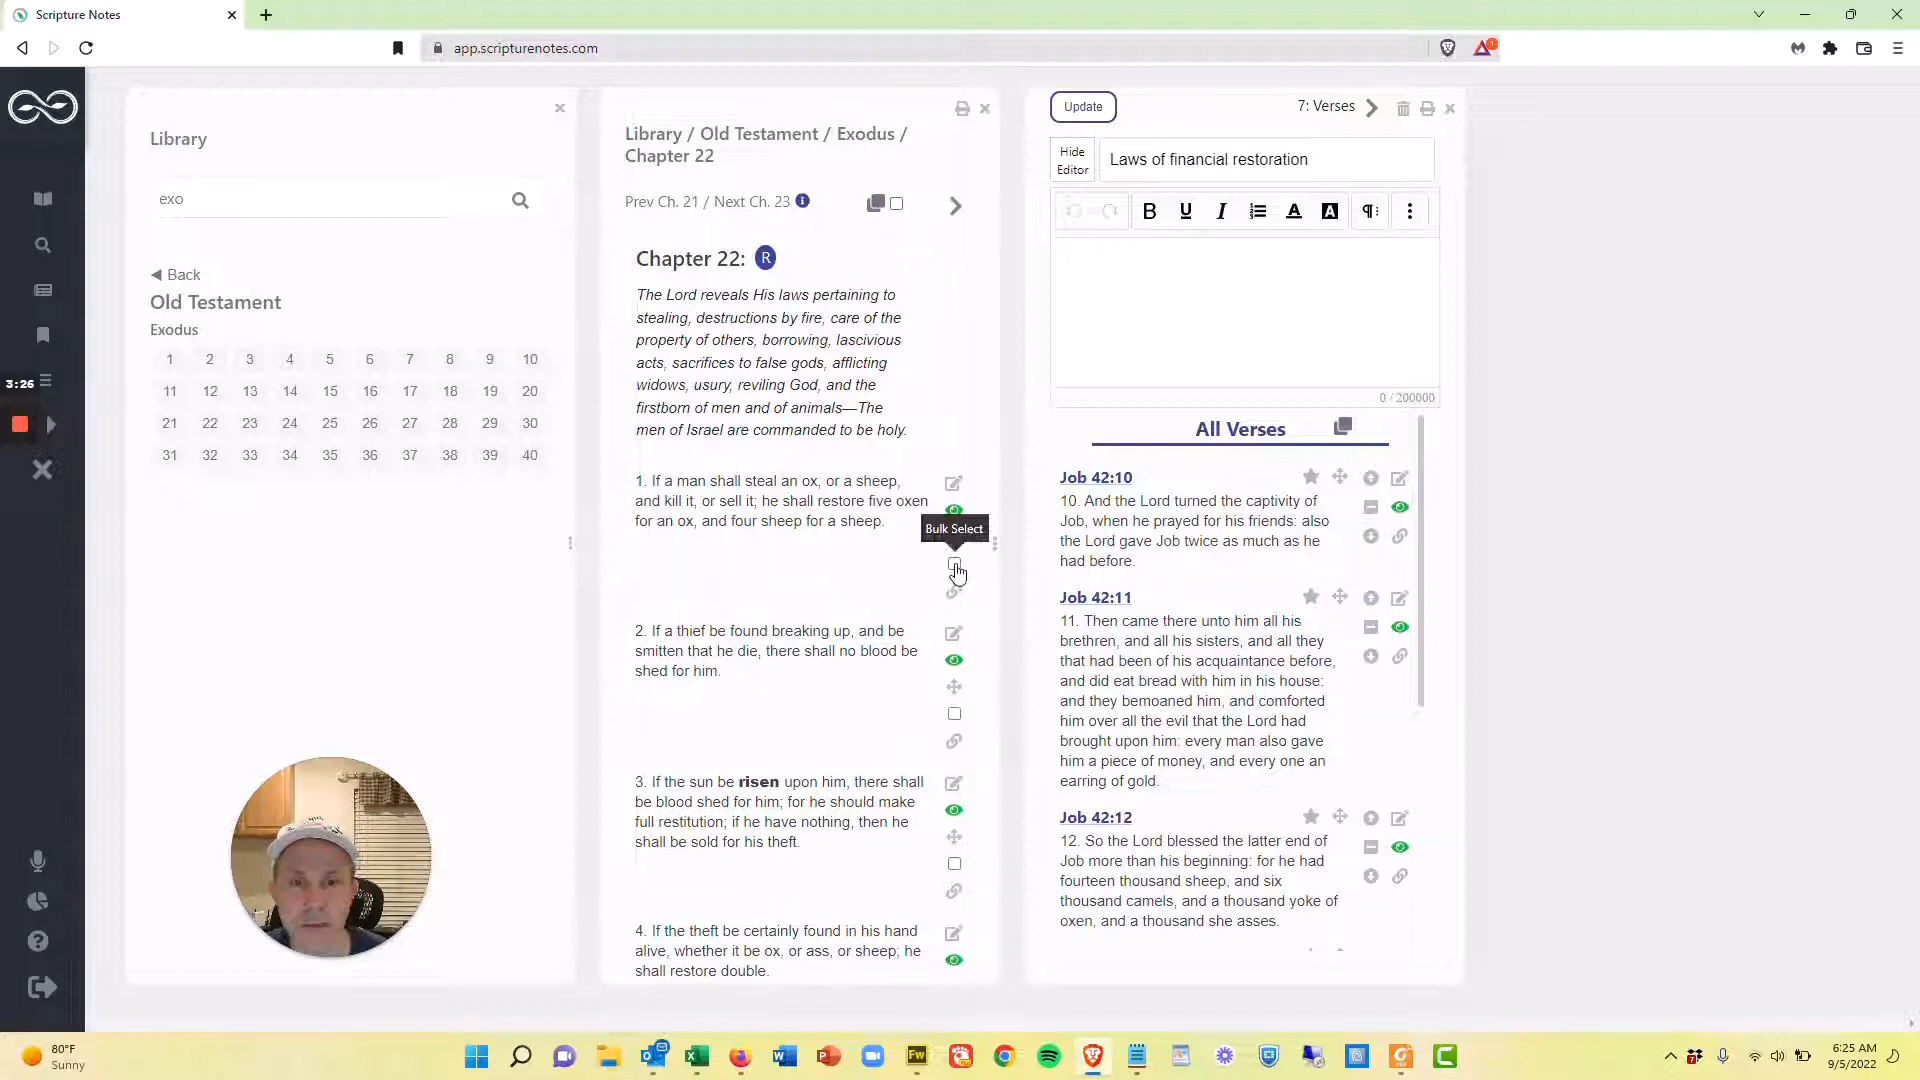 Scripture Notes
app.scripturenotes.com
1
3:26
Library
exo
Back
Old Testament
Exodus
1 2 3 4 5 6 7 8 9 10
11 12 13 14 15 16 17 18 19 20
21 22 23 24 25 26 27 28 29 30
31 32 33 34 35 36 37 38 39 40
Library / Old Testament / Exodus /
Chapter 22
Prev Ch. 21 / Next Ch. 23
Chapter 22: R
The Lord reveals His laws pertaining to
stealing, destructions by fire, care of the
property of others, borrowing, lascivious
acts, sacrifices to false gods, afflicting
widows, usury, reviling God, and the
firstborn of men and of animals—The
men of Israel are commanded to be holy.
1. If a man shall steal an ox, or a sheep,
and kill it, or sell it; he shall restore five oxen
for an ox, and four sheep for a sheep.
Bulk Select
2. If a thief be found breaking up, and be
smitten that he die, there shall no blood be
shed for him.
3. If the sun be risen upon him, there shall
be blood shed for him; for he should make
full restitution; if he have nothing, then he
shall be sold for his theft.
4. If the theft be certainly found in his hand
alive, whether it be ox, or ass, or sheep; he
shall restore double.
Update
7: Verses
Hide
Editor
Laws of financial restoration
B U I A A
0 / 200000
All Verses
Job 42:10
10. And the Lord turned the captivity of
Job, when he prayed for his friends: also
the Lord gave Job twice as much as he
had before.
Job 42:11
11. Then came there unto him all his
brethren, and all his sisters, and all they
that had been of his acquaintance before,
and did eat bread with him in his house:
and they bemoaned him, and comforted
him over all the evil that the Lord had
brought upon him: every man also gave
him a piece of money, and every one an
earring of gold.
Job 42:12
12. So the Lord blessed the latter end of
Job more than his beginning: for he had
fourteen thousand sheep, and six
thousand camels, and a thousand yoke of
oxen, and a thousand she asses.
80°F
Sunny
Fw
6:25 AM
9/5/2022